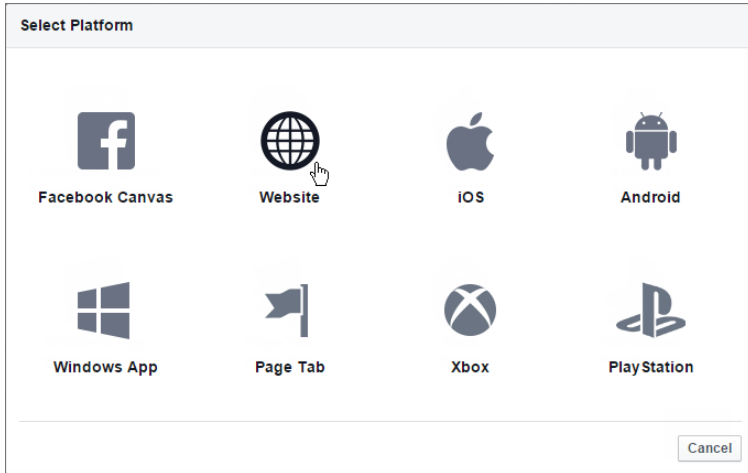 Select Platform
Facebook Canvas Website iOS Android
Windows App Page Tab Xbox PlayStation
Cancel